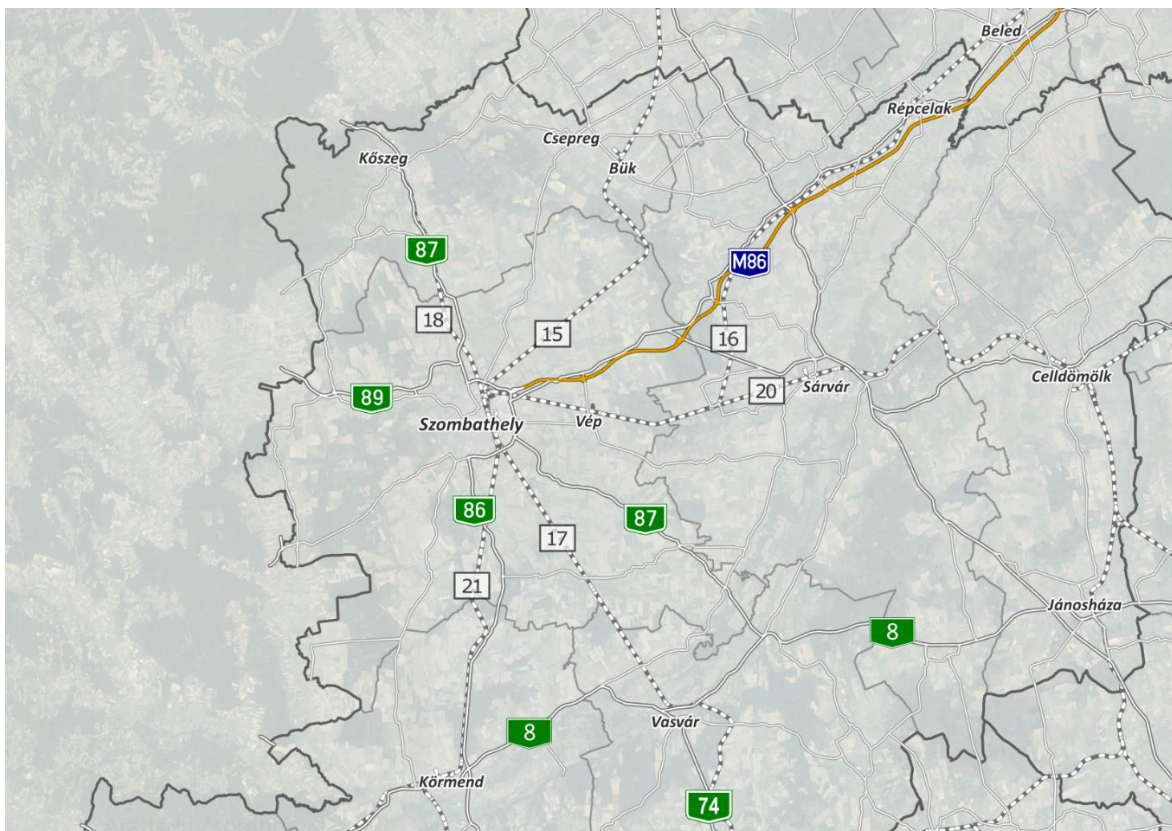 Beled
Répcelak
Csepreg
Kőszeg
Bük
87
M86
18
15
16
Celldömölk
Sárvár
20
89
Szombathely
Vép
86
87
17
21
Jánosháza
8
Vasvár
8
Körmend
74